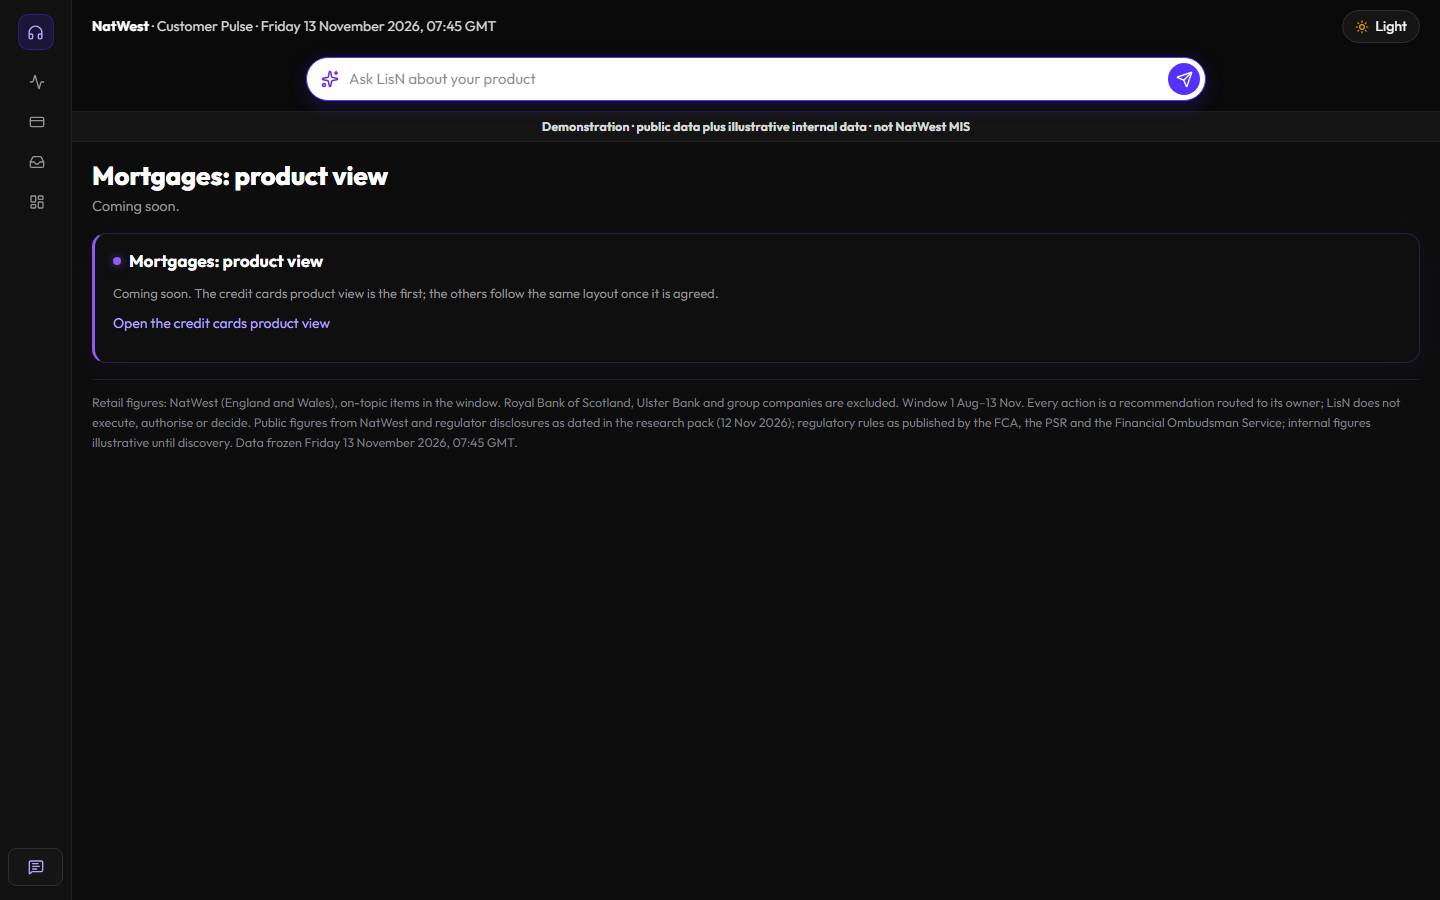 NatWest · Customer Pulse · Friday 13 November 2026, 07:45 GMT
Light
Ask LisN about your product
Demonstration · public data plus illustrative internal data · not NatWest MIS
Mortgages: product view
Coming soon.
Mortgages: product view
Coming soon. The credit cards product view is the first; the others follow the same layout once it is agreed.
Open the credit cards product view
Retail figures: NatWest (England and Wales), on-topic items in the window. Royal Bank of Scotland, Ulster Bank and group companies are excluded. Window 1 Aug–13 Nov. Every action is a recommendation routed to its owner; LisN does not
execute, authorise or decide. Public figures from NatWest and regulator disclosures as dated in the research pack (12 Nov 2026); regulatory rules as published by the FCA, the PSR and the Financial Ombudsman Service; internal figures
illustrative until discovery. Data frozen Friday 13 November 2026, 07:45 GMT.